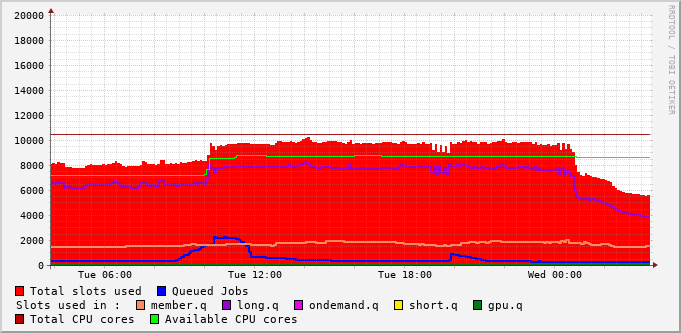 20000
18000
16000
14000
12000
10000
8000
6000
4000
2000
0
Tue 06:00 Tue 12:00 Tue 18:00 Wed 00:00
Total slots used Queued Jobs
Slots used in : member.q long.q ondemand.q short.q gpu.q
Total CPU cores Available CPU cores
RRDTOOL / TOBI OETIKER